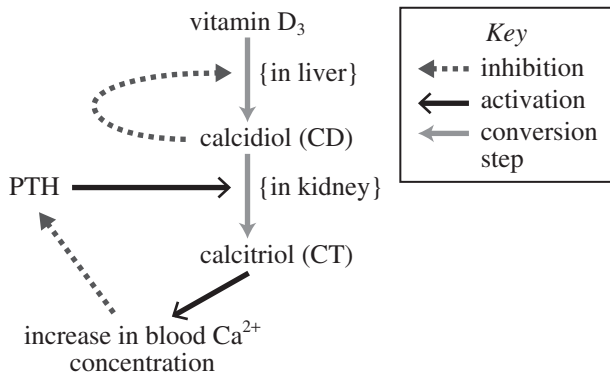 vitamin D₃
{in liver}
calcidiol (CD)
PTH
{in kidney}
calcitriol (CT)
increase in blood Ca²⁺
concentration
Key
inhibition
activation
conversion
step